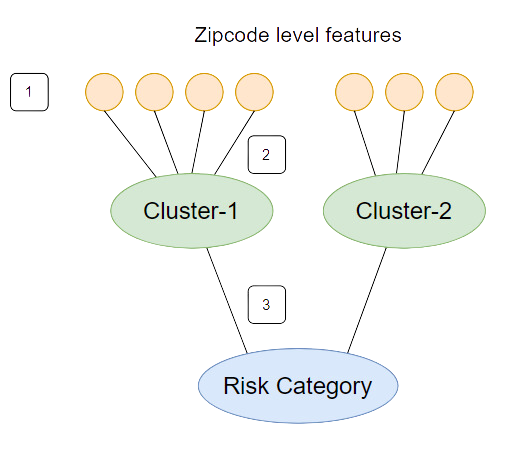 Zipcode level features
1
2
Cluster-1
Cluster-2
3
Risk Category